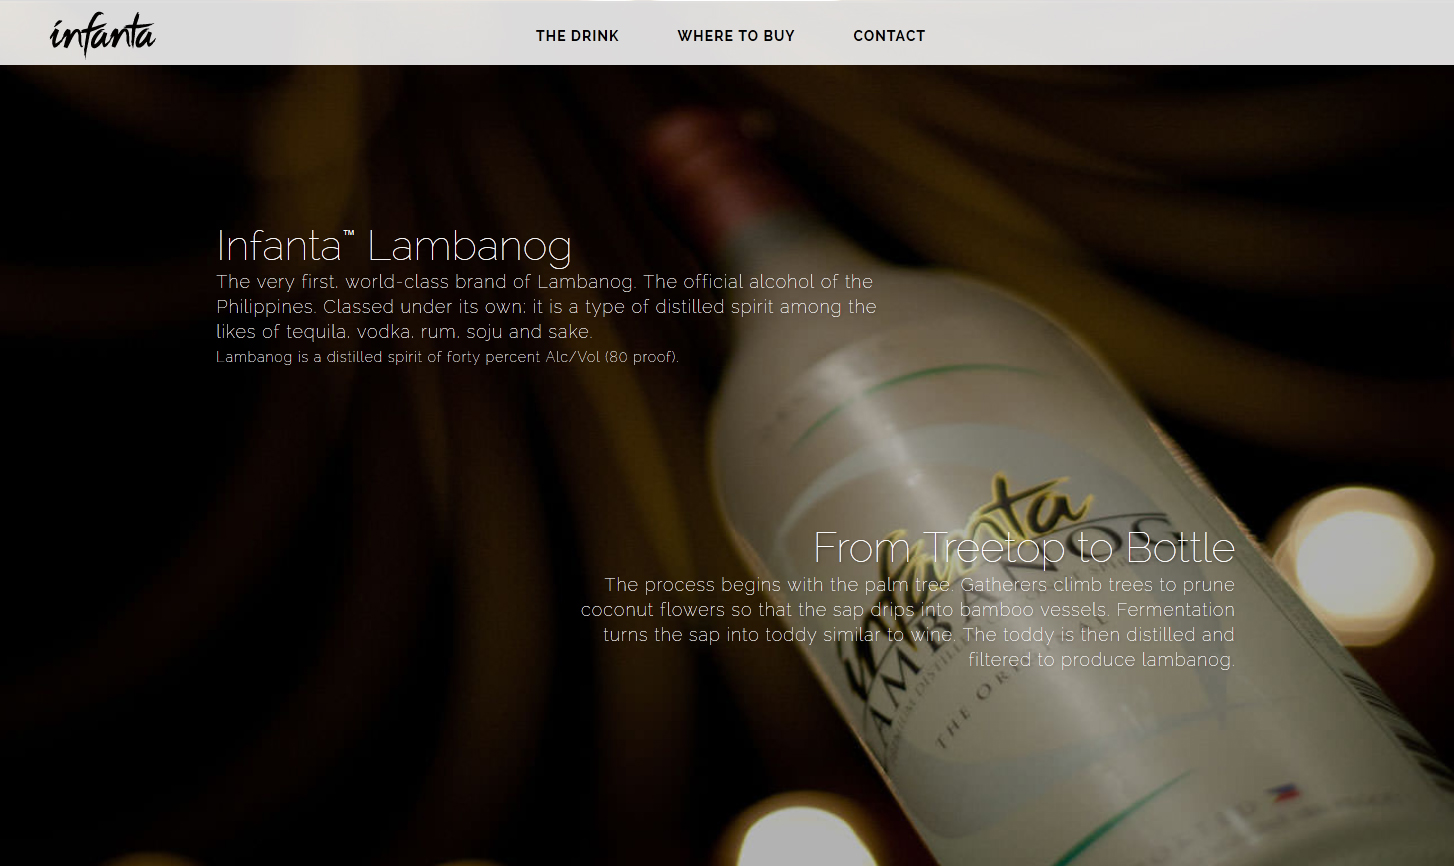 infanta
THE DRINK
WHERE TO BUY
CONTACT
Infanta™ Lambanog
The very first, world-class brand of Lambanog. The official alcohol of the
Philippines. Classed under its own; it is a type of distilled spirit among the
likes of tequila, vodka, rum, soju and sake.
Lambanog is a distilled spirit of forty percent Alc/Vol (80 proof).
From Treetop to Bottle
The process begins with the palm tree. Gatherers climb trees to prune
coconut flowers so that the sap drips into bamboo vessels. Fermentation
turns the sap into toddy similar to wine. The toddy is then distilled and
filtered to produce lambanog.
infanta
LAMBANOG
THE